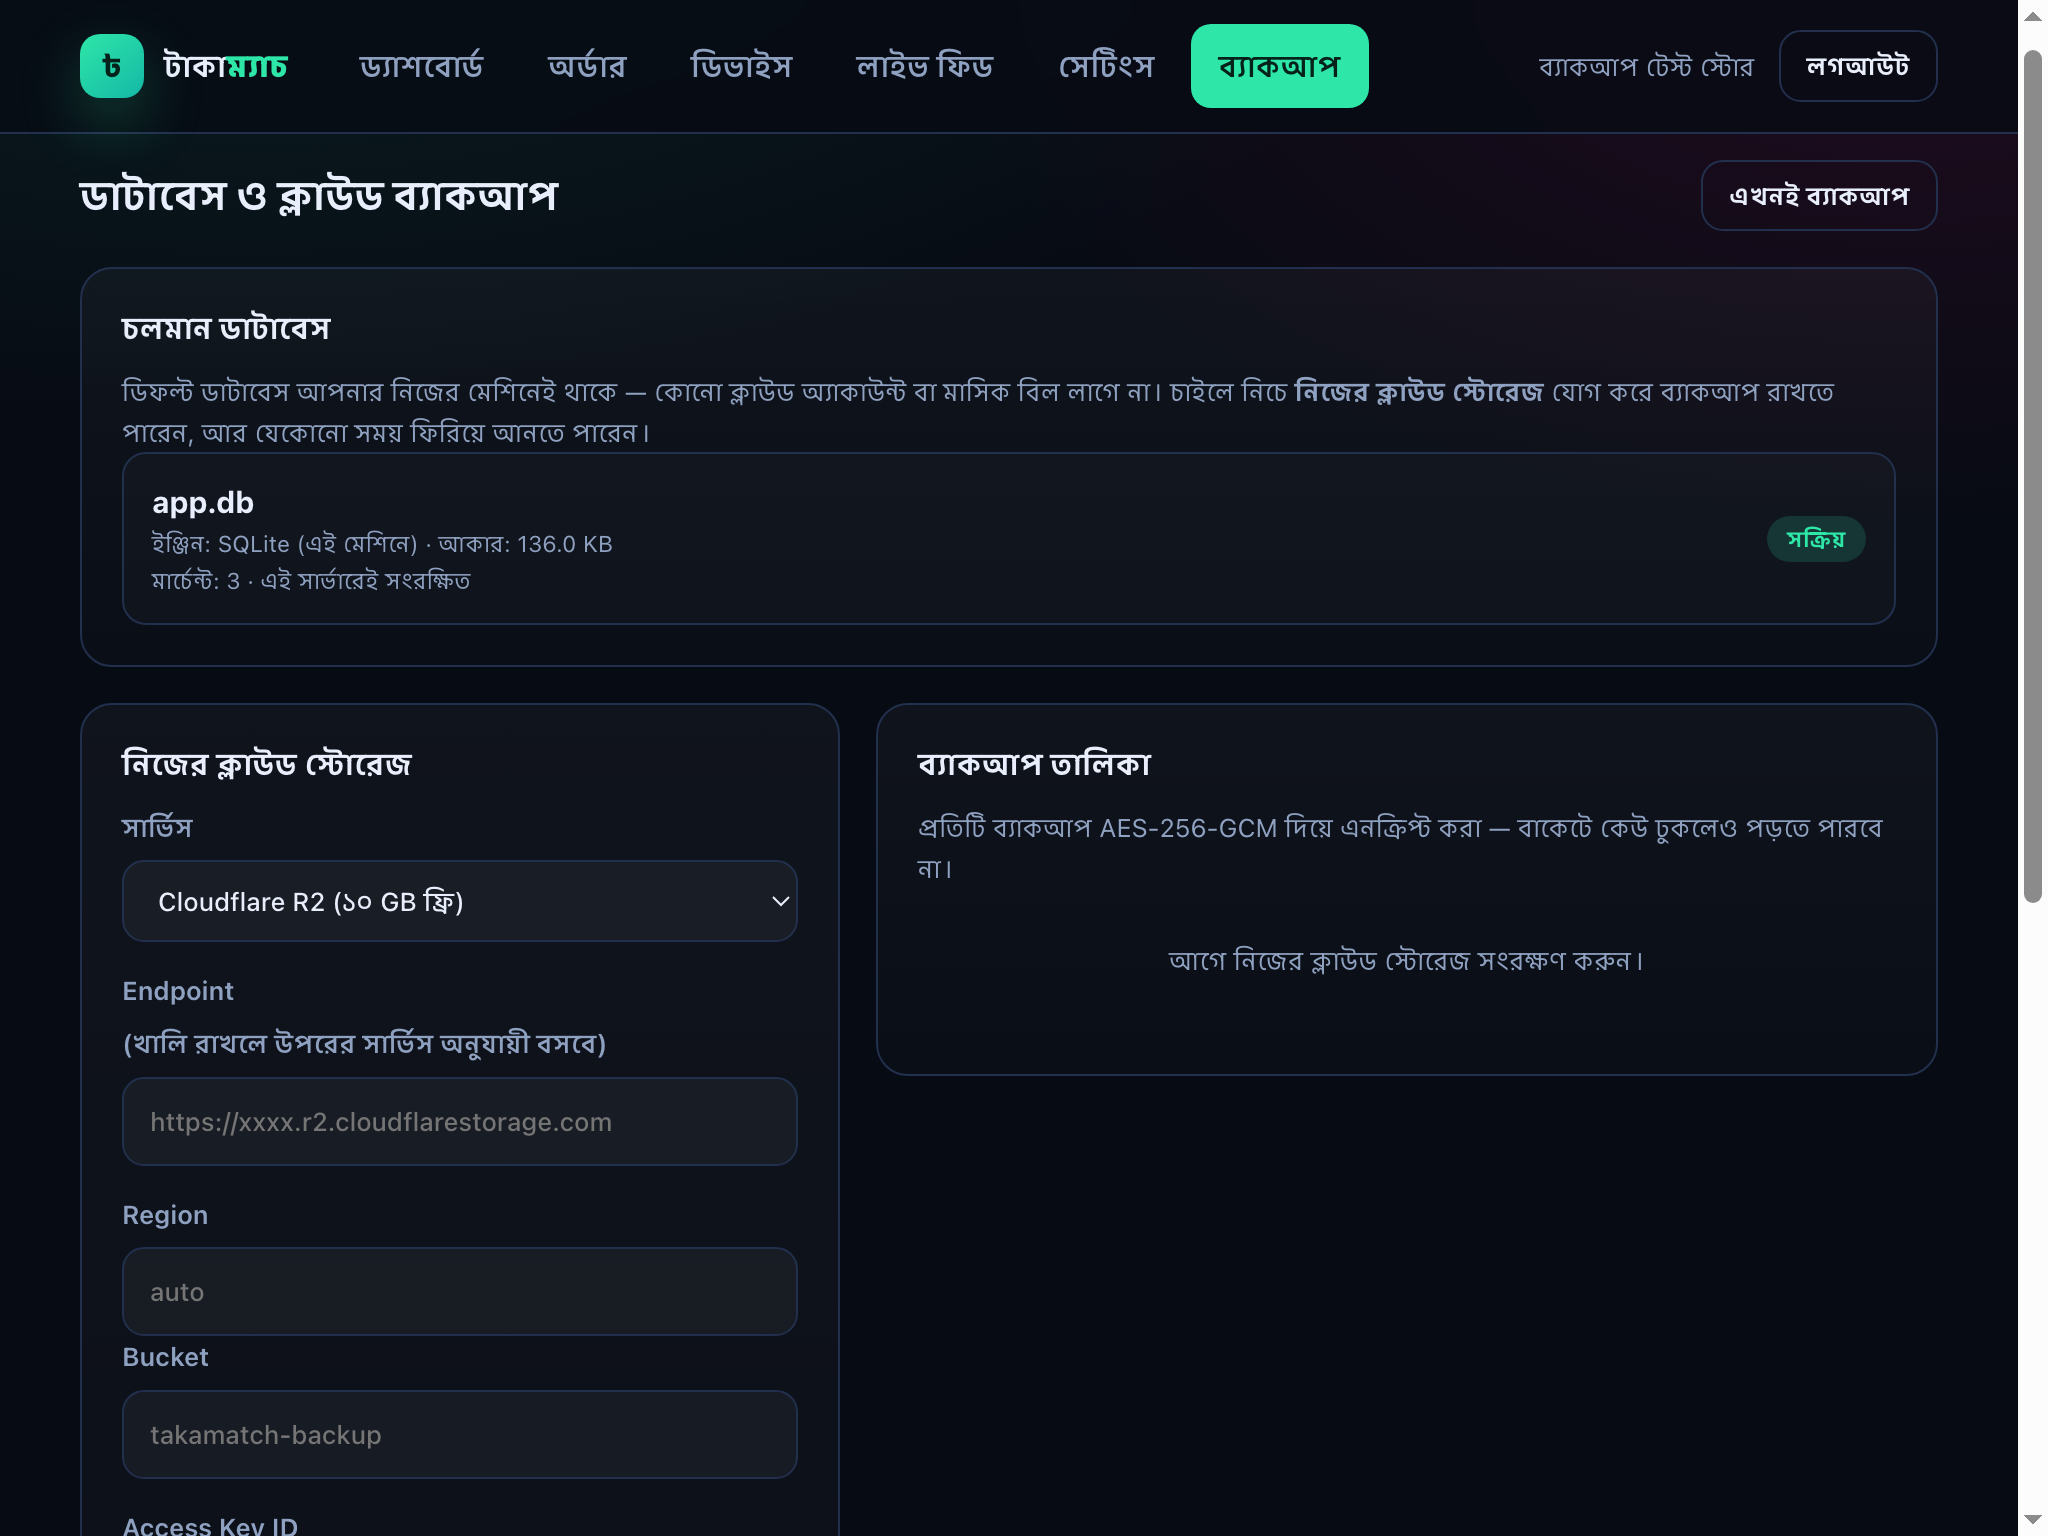 ট টাকাম্যাচ ড্যাশবোর্ড অর্ডার ডিভাইস লাইভ ফিড সেটিংস ব্যাকআপ ব্যাকআপ টেস্ট স্টোর লগআউট
ডাটাবেস ও ক্লাউড ব্যাকআপ এখনই ব্যাকআপ
চলমান ডাটাবেস
ডিফল্ট ডাটাবেস আপনার নিজের মেশিনেই থাকে — কোনো ক্লাউড অ্যাকাউন্ট বা মাসিক বিল লাগে না। চাইলে নিচে নিজের ক্লাউড স্টোরেজ যোগ করে ব্যাকআপ রাখতে
পারেন, আর যেকোনো সময় ফিরিয়ে আনতে পারেন।
app.db
ইঞ্জিন: SQLite (এই মেশিনে) · আকার: 136.0 KB
মার্চেন্ট: 3 · এই সার্ভারেই সংরক্ষিত
সক্রিয়
নিজের ক্লাউড স্টোরেজ
সার্ভিস
Cloudflare R2 (১০ GB ফ্রি)
Endpoint
(খালি রাখলে উপরের সার্ভিস অনুযায়ী বসবে)
https://xxxx.r2.cloudflarestorage.com
Region
auto
Bucket
takamatch-backup
Access Key ID
ব্যাকআপ তালিকা
প্রতিটি ব্যাকআপ AES-256-GCM দিয়ে এনক্রিপ্ট করা — বাকেটে কেউ ঢুকলেও পড়তে পারবে
না।
আগে নিজের ক্লাউড স্টোরেজ সংরক্ষণ করুন।